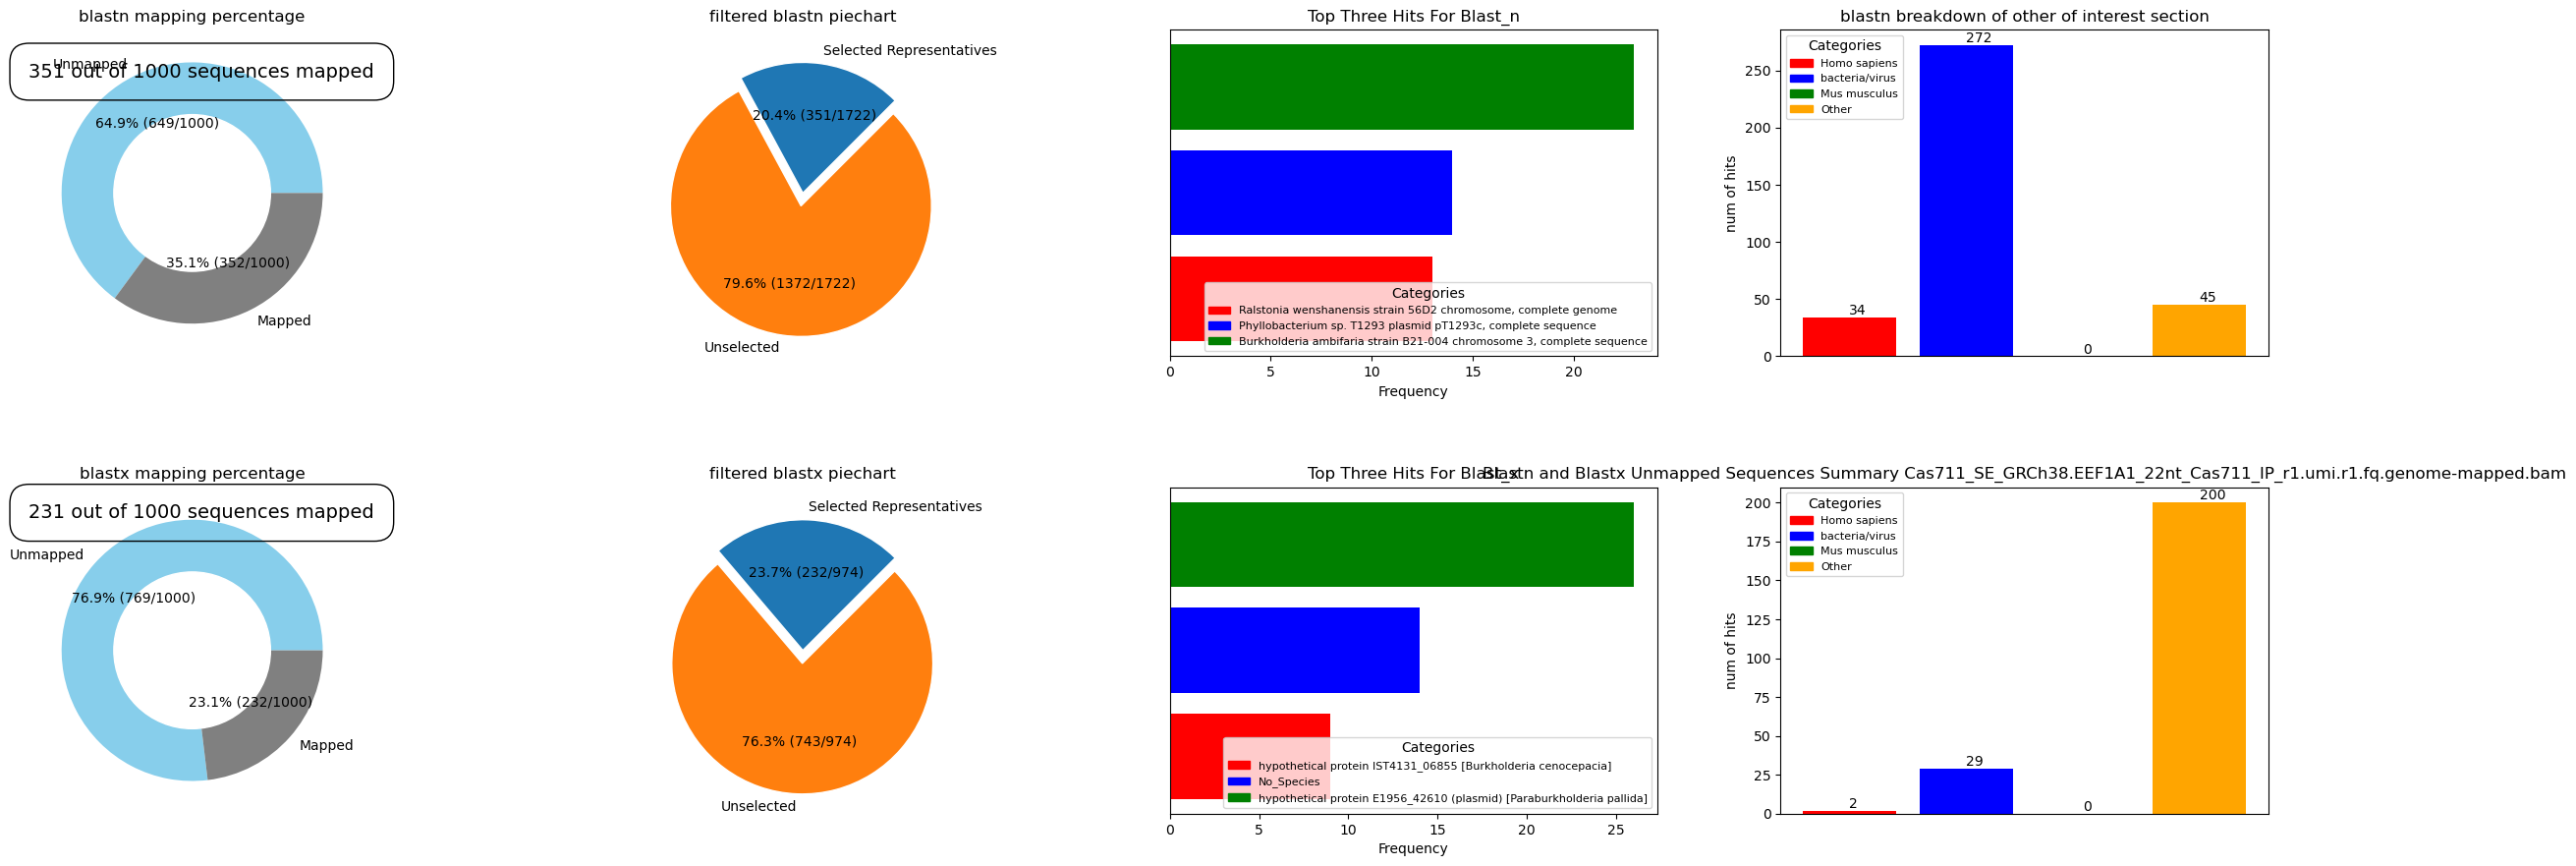 blastn mapping percentage
Unmapped
351 out of 1000 sequences mapped
64.9% (649/1000)
35.1% (352/1000)
Mapped
filtered blastn piechart
Selected Representatives
20.4% (351/1722)
79.6% (1372/1722)
Unselected
Top Three Hits For Blast_n
Categories
Ralstonia wenshanensis strain 56D2 chromosome, complete genome
Phyllobacterium sp. T1293 plasmid pT1293c, complete sequence
Burkholderia ambifaria strain B21-004 chromosome 3, complete sequence
0 5 10 15 20
Frequency
blastn breakdown of other of interest section
num of hits
250
200
150
100
50
0
Categories
Homo sapiens
bacteria/virus
Mus musculus
Other
34
272
0
45
blastx mapping percentage
231 out of 1000 sequences mapped
Unmapped
76.9% (769/1000)
23.1% (232/1000)
Mapped
filtered blastx piechart
Selected Representatives
23.7% (232/974)
76.3% (743/974)
Unselected
Top Three Hits For Blast_x
Categories
hypothetical protein IST4131_06855 [Burkholderia cenocepacia]
No_Species
hypothetical protein E1956_42610 (plasmid) [Paraburkholderia pallida]
0 5 10 15 20 25
Frequency
Blastn and Blastx Unmapped Sequences Summary Cas711_SE_GRCh38.EEF1A1_22nt_Cas711_IP_r1.umi.r1.fq.genome-mapped.bam
num of hits
200
175
150
125
100
75
50
25
0
Categories
Homo sapiens
bacteria/virus
Mus musculus
Other
2
29
0
200